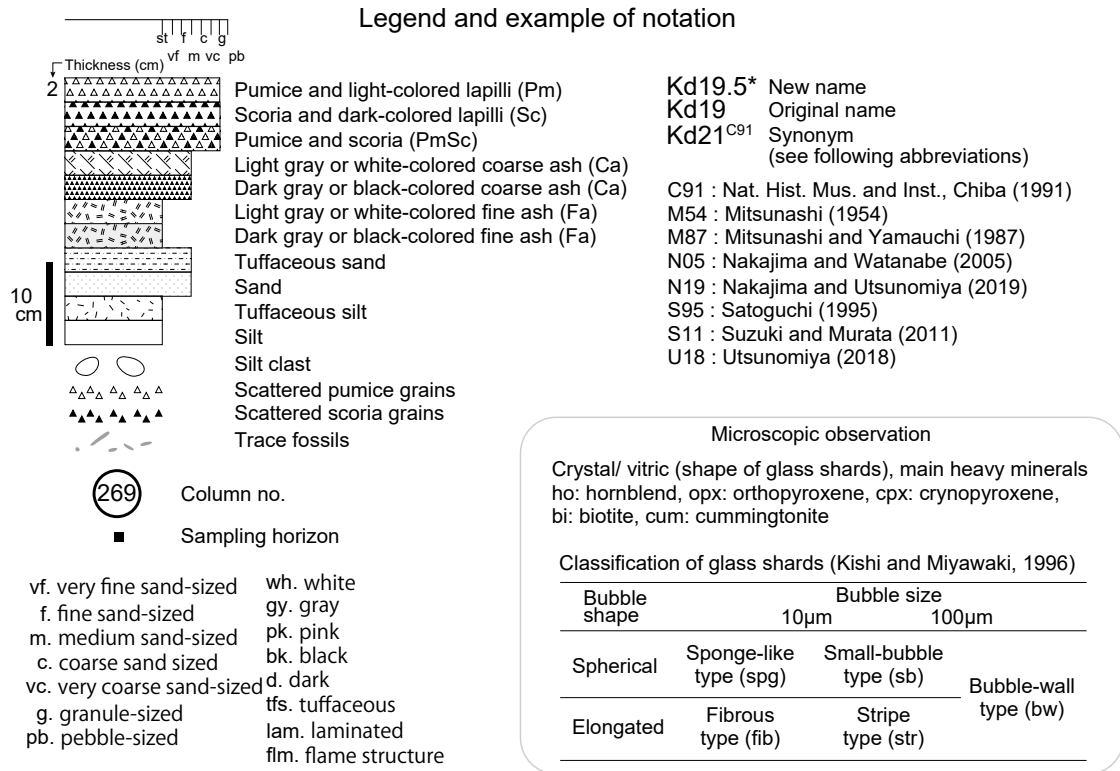 Legend and example of notation
st f c g
vf m vc pb
Thickness (cm)
2
Pumice and light-colored lapilli (Pm)
Scoria and dark-colored lapilli (Sc)
Pumice and scoria (PmSc)
Light gray or white-colored coarse ash (Ca)
Dark gray or black-colored coarse ash (Ca)
Light gray or white-colored fine ash (Fa)
Dark gray or black-colored fine ash (Fa)
Tuffaceous sand
Sand
Tuffaceous silt
Silt
10
cm
Silt clast
Scattered pumice grains
Scattered scoria grains
Trace fossils
269 Column no.
Sampling horizon
vf. very fine sand-sized
f. fine sand-sized
m. medium sand-sized
c. coarse sand sized
vc. very coarse sand-sized
g. granule-sized
pb. pebble-sized
wh. white
gy. gray
pk. pink
bk. black
d. dark
tfs. tuffaceous
lam. laminated
flm. flame structure
Kd19.5* New name
Kd19 Original name
Kd21C91 Synonym
(see following abbreviations)
C91 : Nat. Hist. Mus. and Inst., Chiba (1991)
M54 : Mitsunashi (1954)
M87 : Mitsunashi and Yamauchi (1987)
N05 : Nakajima and Watanabe (2005)
N19 : Nakajima and Utsunomiya (2019)
S95 : Satoguchi (1995)
S11 : Suzuki and Murata (2011)
U18 : Utsunomiya (2018)
Microscopic observation
Crystal/ vitric (shape of glass shards), main heavy minerals
ho: hornblend, opx: orthopyroxene, cpx: crynopyroxene,
bi: biotite, cum: cummingtonite
Classification of glass shards (Kishi and Miyawaki, 1996)
Bubble
shape
Bubble size
10μm 100μm
Spherical
Sponge-like
type (spg)
Small-bubble
type (sb)
Bubble-wall
type (bw)
Elongated
Fibrous
type (fib)
Stripe
type (str)